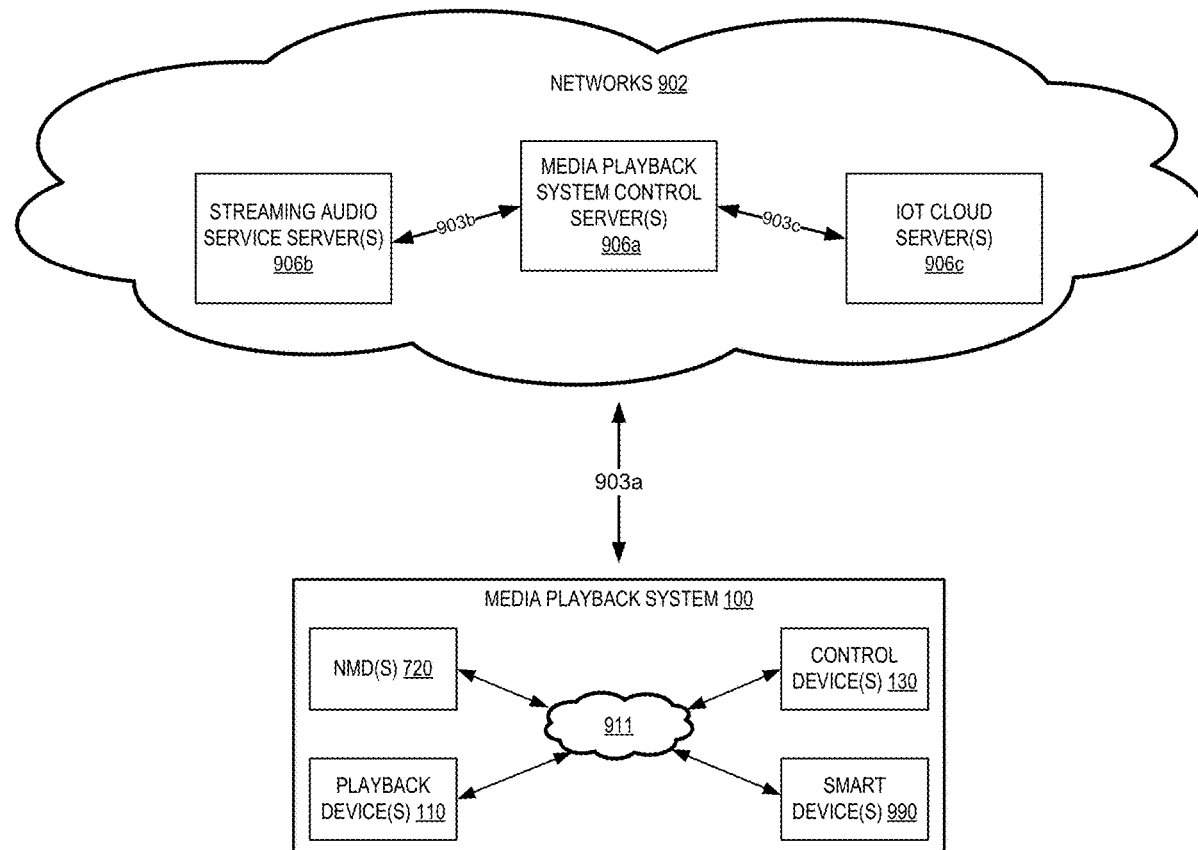 NETWORKS 902
MEDIA PLAYBACK
SYSTEM CONTROL
SERVER(S)
906a
STREAMING AUDIO
SERVICE SERVER(S)
906b
903b
903c
IOT CLOUD
SERVER(S)
906c
903a
MEDIA PLAYBACK SYSTEM 100
NMD(S) 720
CONTROL
DEVICE(S) 130
911
PLAYBACK
DEVICE(S) 110
SMART
DEVICE(S) 990